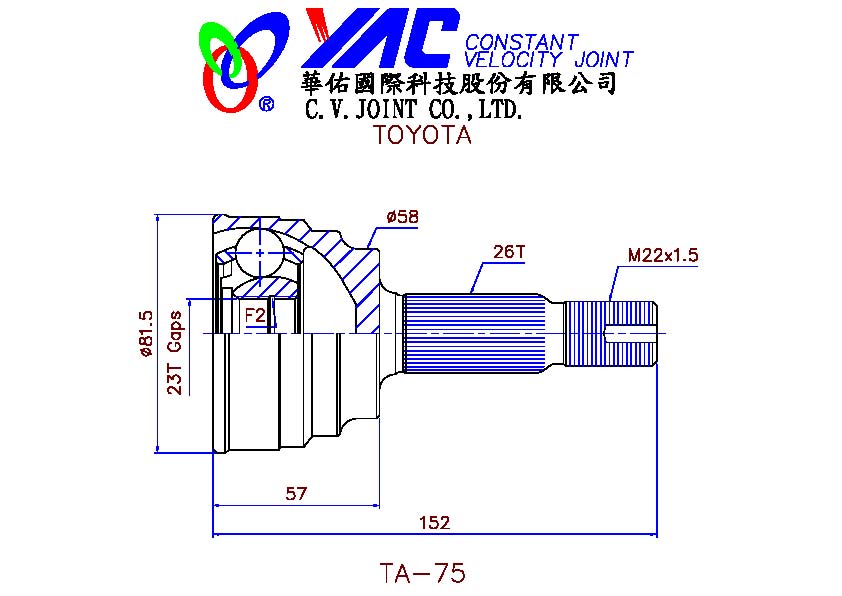 YAC CONSTANT
VELOCITY JOINT
®
華佑國際科技股份有限公司
C.V.JOINT CO.,LTD.
TOYOTA
ø58
26T
M22x1.5
F2
ø81.5
23T Gaps
57
152
TA-75